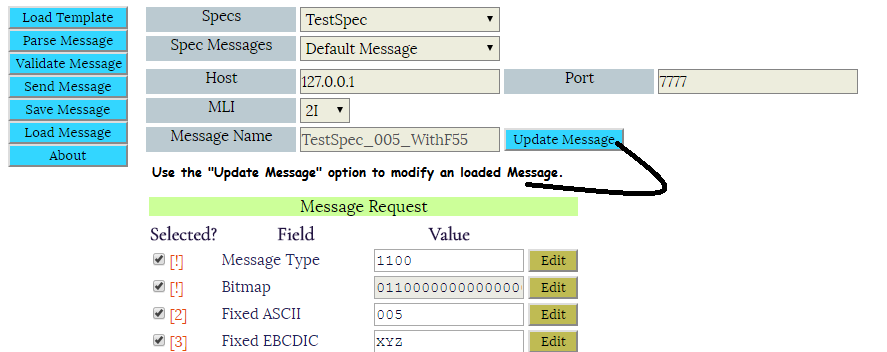 Load Template
Parse Message
Validate Message
Send Message
Save Message
Load Message
About
Specs TestSpec
Spec Messages Default Message
Host 127.0.0.1 Port 7777
MLI 2I
Message Name TestSpec_005_WithF55 Update Message
Use the "Update Message" option to modify an loaded Message.
Message Request
Selected? Field Value
[!] Message Type 1100 Edit
[!] Bitmap 0110000000000000 Edit
[2] Fixed ASCII 005 Edit
[3] Fixed EBCDIC XYZ Edit